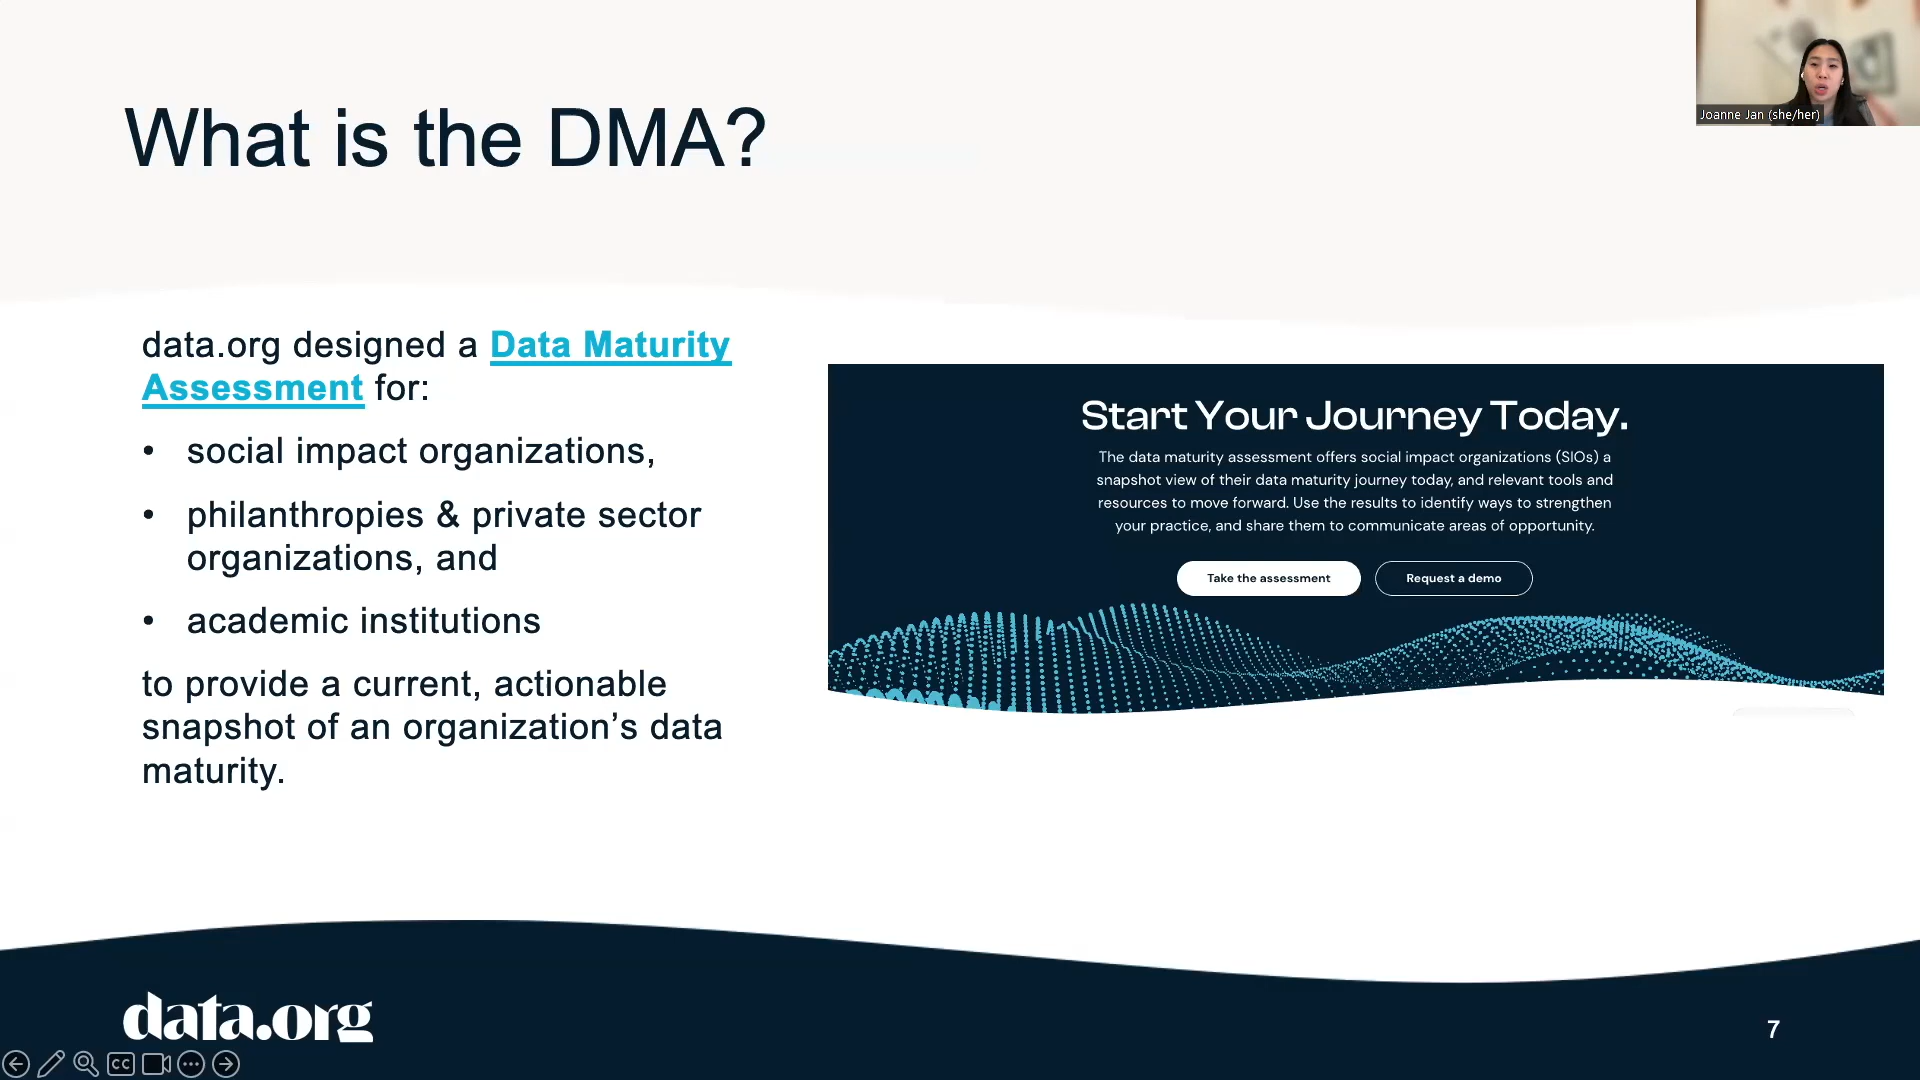 What is the DMA?
Joanne Jan (she/her)
data.org designed a Data Maturity
Assessment for:
• social impact organizations,
• philanthropies & private sector
organizations, and
• academic institutions
to provide a current, actionable
snapshot of an organization’s data
maturity.
Start Your Journey Today.
The data maturity assessment offers social impact organizations (SIOs) a
snapshot view of their data maturity journey today, and relevant tools and
resources to move forward. Use the results to identify ways to strengthen
your practice, and share them to communicate areas of opportunity.
Take the assessment
Request a demo
data.org
7
CC